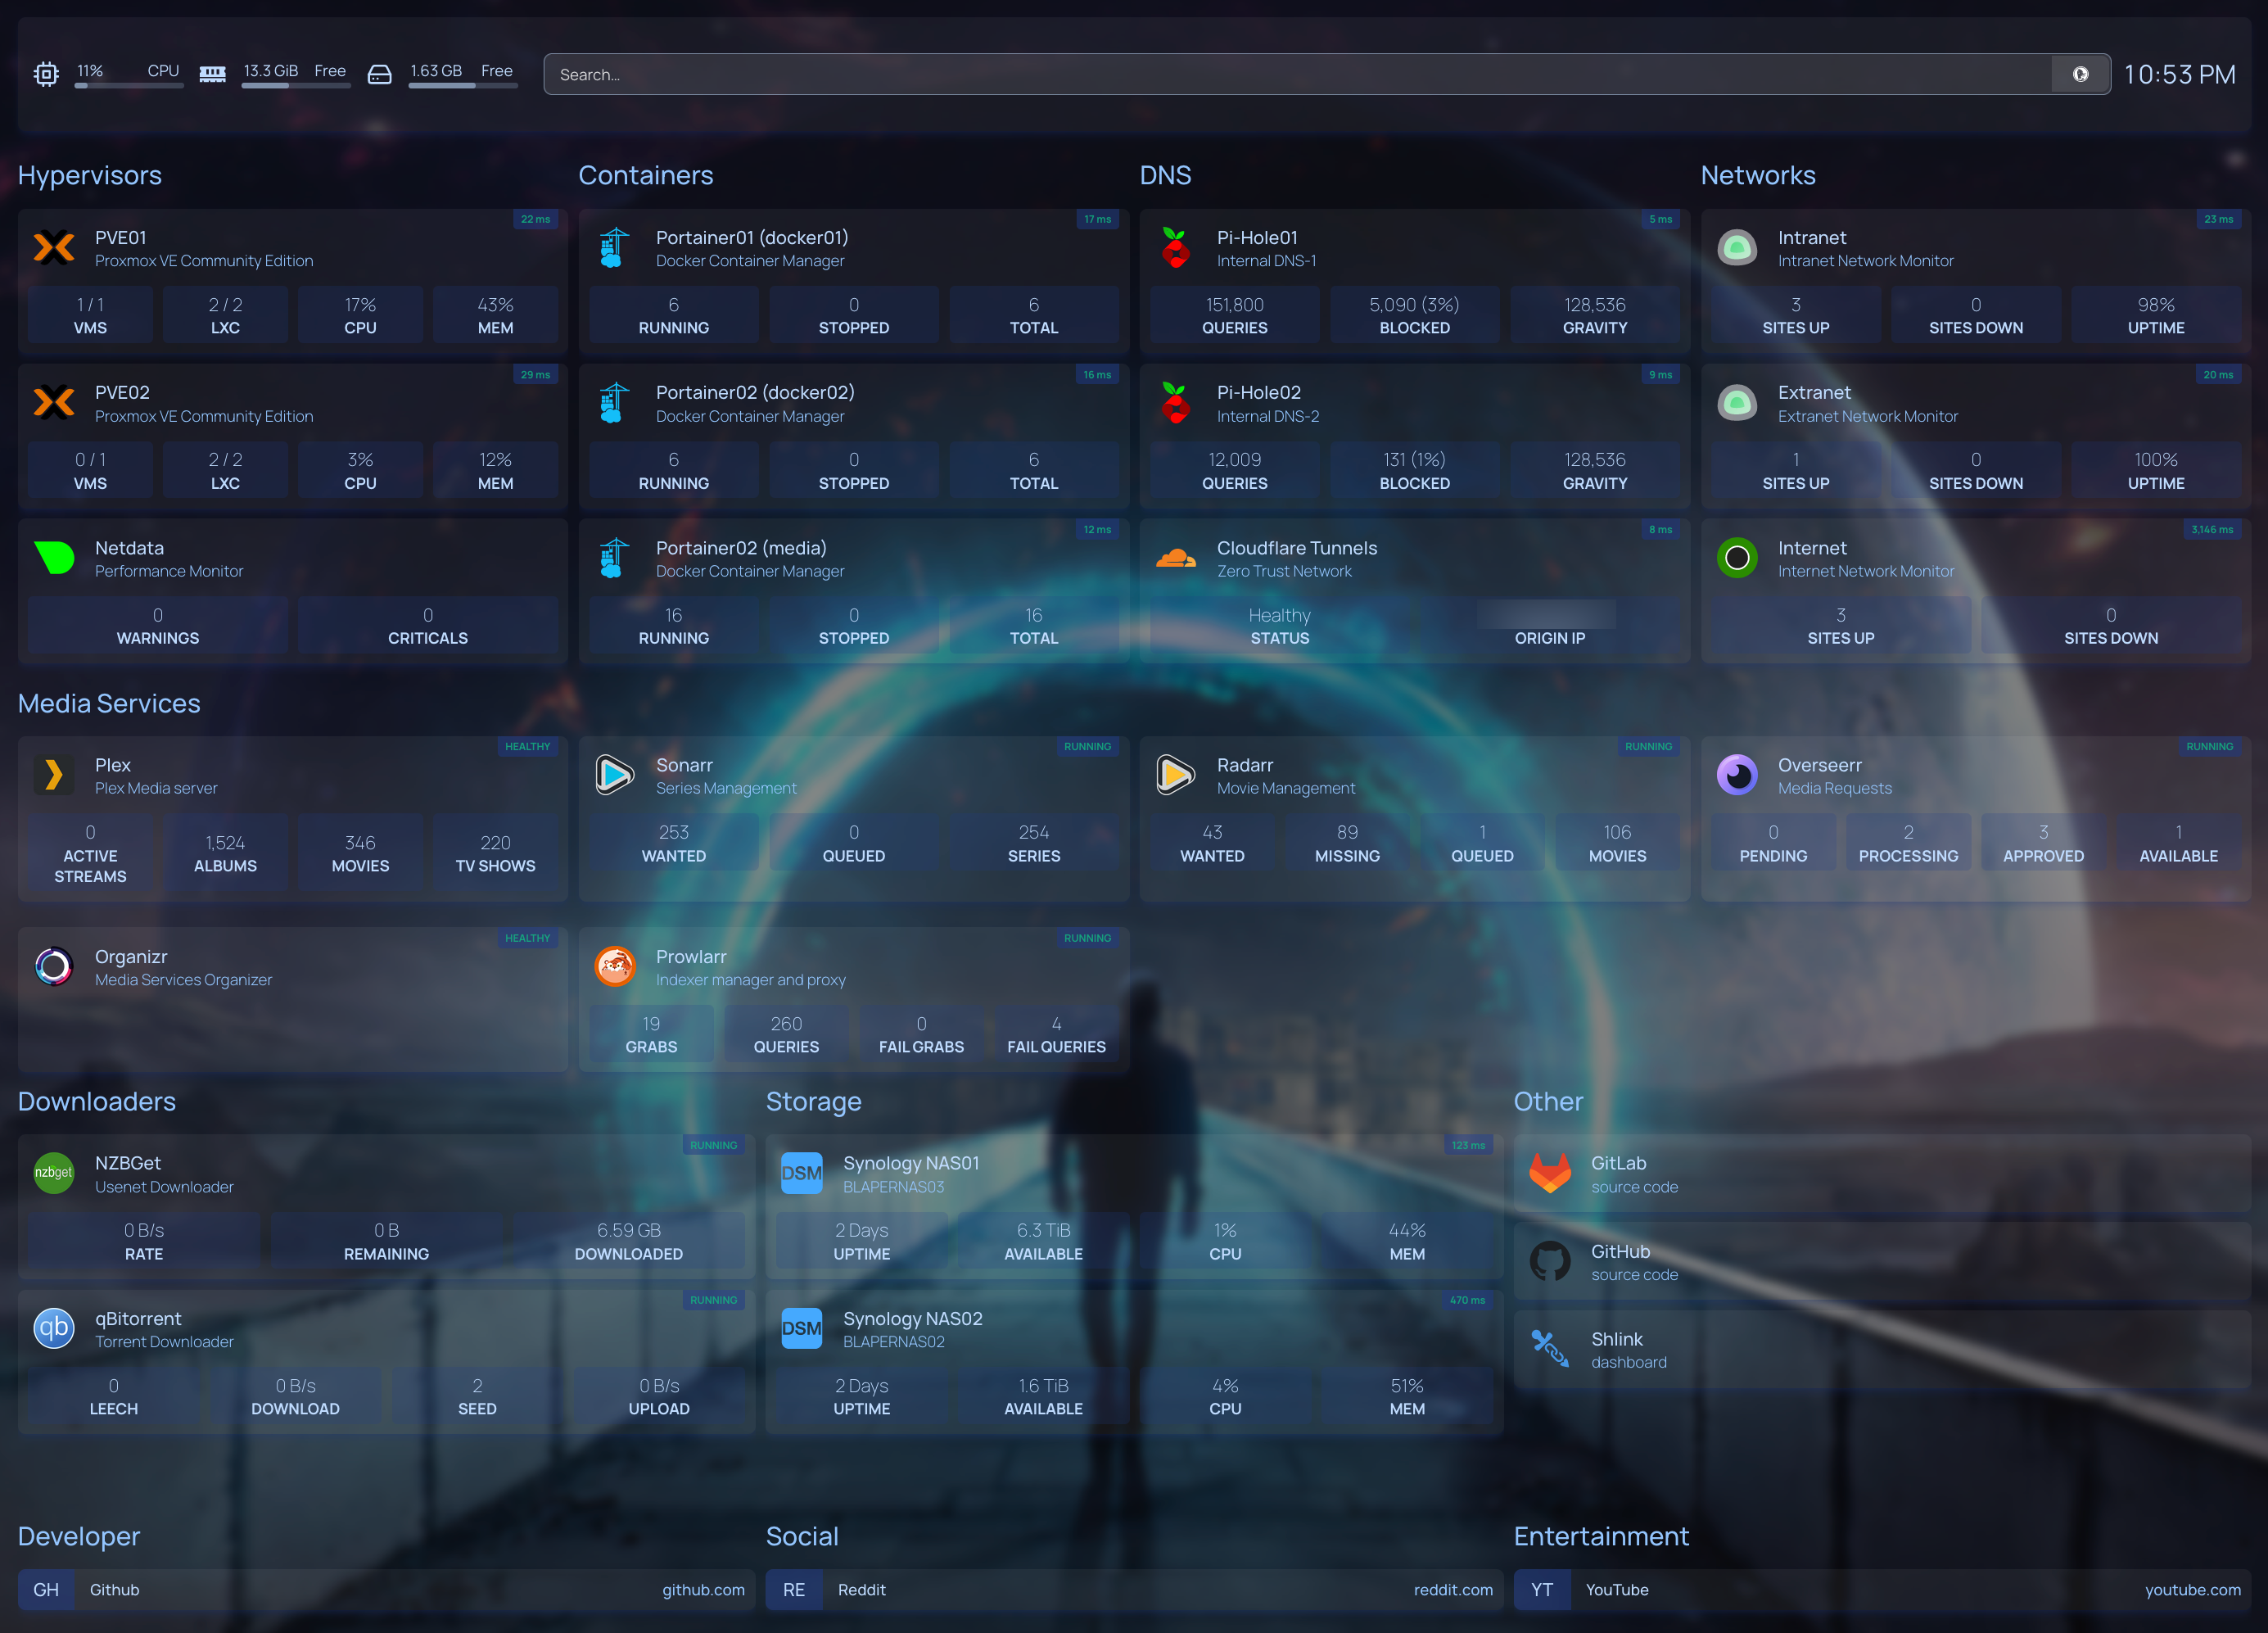 11% CPU 13.3 GiB Free 1.63 GB Free Search... 10:53 PM
Hypervisors
22 ms
PVE01
Proxmox VE Community Edition
1 / 1 2 / 2 17% 43%
VMS LXC CPU MEM
29 ms
PVE02
Proxmox VE Community Edition
0 / 1 2 / 2 3% 12%
VMS LXC CPU MEM
Netdata
Performance Monitor
0 0
WARNINGS CRITICALS
Containers
17 ms
Portainer01 (docker01)
Docker Container Manager
6 0 6
RUNNING STOPPED TOTAL
16 ms
Portainer02 (docker02)
Docker Container Manager
6 0 6
RUNNING STOPPED TOTAL
12 ms
Portainer02 (media)
Docker Container Manager
16 0 16
RUNNING STOPPED TOTAL
DNS
5 ms
Pi-Hole01
Internal DNS-1
151,800 5,090 (3%) 128,536
QUERIES BLOCKED GRAVITY
9 ms
Pi-Hole02
Internal DNS-2
12,009 131 (1%) 128,536
QUERIES BLOCKED GRAVITY
8 ms
Cloudflare Tunnels
Zero Trust Network
Healthy
STATUS ORIGIN IP
Networks
23 ms
Intranet
Intranet Network Monitor
3 0 98%
SITES UP SITES DOWN UPTIME
20 ms
Extranet
Extranet Network Monitor
1 0 100%
SITES UP SITES DOWN UPTIME
3,146 ms
Internet
Internet Network Monitor
3 0
SITES UP SITES DOWN
Media Services
HEALTHY
Plex
Plex Media server
0 1,524 346 220
ACTIVE STREAMS ALBUMS MOVIES TV SHOWS
RUNNING
Sonarr
Series Management
253 0 254
WANTED QUEUED SERIES
RUNNING
Radarr
Movie Management
43 89 1 106
WANTED MISSING QUEUED MOVIES
RUNNING
Overseerr
Media Requests
0 2 3 1
PENDING PROCESSING APPROVED AVAILABLE
HEALTHY
Organizr
Media Services Organizer
RUNNING
Prowlarr
Indexer manager and proxy
19 260 0 4
GRABS QUERIES FAIL GRABS FAIL QUERIES
Downloaders
RUNNING
nzbget
NZBGet
Usenet Downloader
0 B/s 0 B 6.59 GB
RATE REMAINING DOWNLOADED
RUNNING
qb
qBitorrent
Torrent Downloader
0 0 B/s 2 0 B/s
LEECH DOWNLOAD SEED UPLOAD
Storage
123 ms
DSM
Synology NAS01
BLAPERNAS03
2 Days 6.3 TiB 1% 44%
UPTIME AVAILABLE CPU MEM
470 ms
DSM
Synology NAS02
BLAPERNAS02
2 Days 1.6 TiB 4% 51%
UPTIME AVAILABLE CPU MEM
Other
GitLab
source code
GitHub
source code
Shlink
dashboard
Developer
GH Github github.com
Social
RE Reddit reddit.com
Entertainment
YT YouTube youtube.com